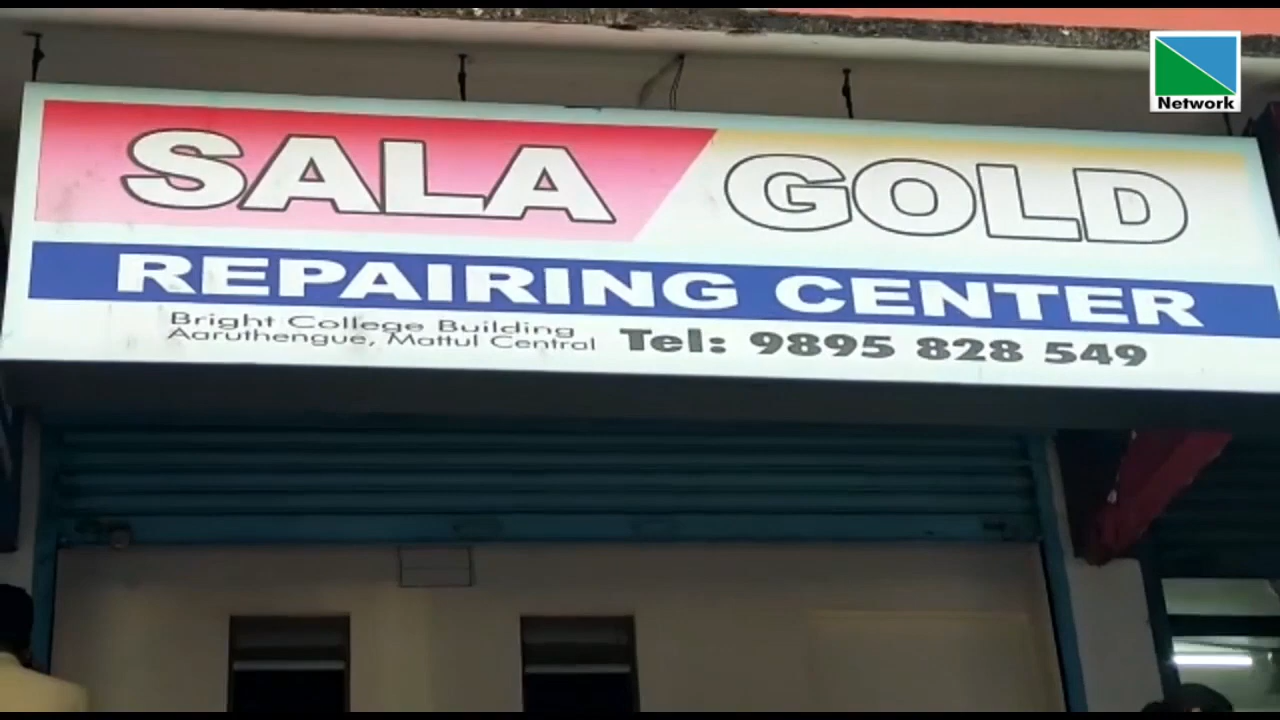 Network
SALA GOLD
REPAIRING CENTER
Bright College Building
Aaruthengue, Mattul Central
Tel: 9895 828 549